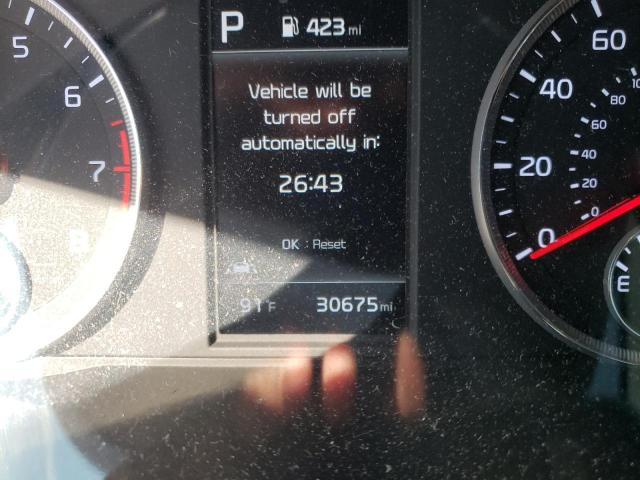 P 423 mi
Vehicle will be
turned off
automatically in:
26:43
OK : Reset
91°F 30675 mi
5
6
7
8
60
40
20
0
80
60
40
20
0
E